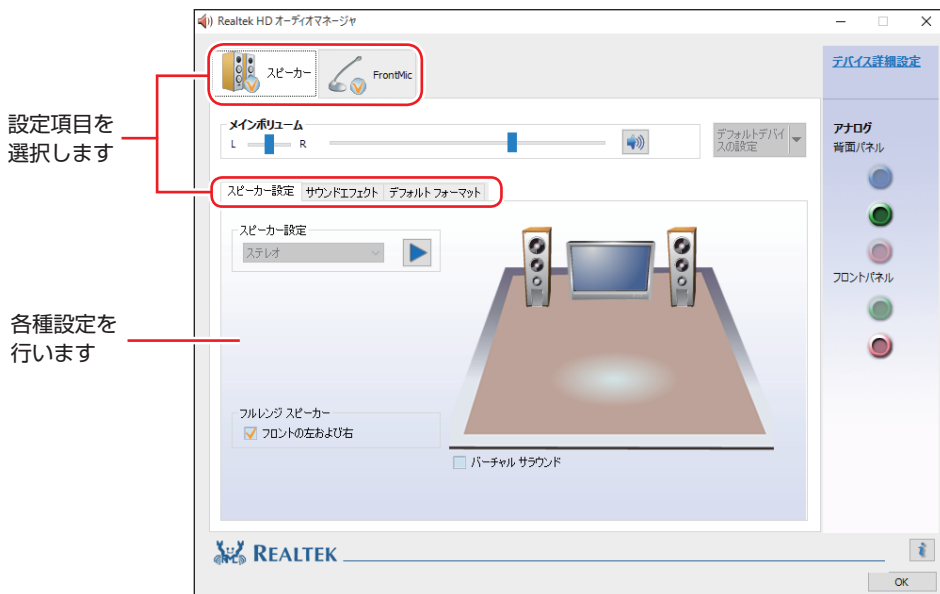 Realtek HD オーディオマネージャ
スピーカー
FrontMic
デバイス詳細設定
設定項目を
選択します
メインボリューム
L
R
デフォルトデバイ
スの設定
アナログ
背面パネル
スピーカー設定
サウンドエフェクト
デフォルト フォーマット
スピーカー設定
ステレオ
フロントパネル
各種設定を
行います
フルレンジ スピーカー
フロントの左および右
バーチャル サラウンド
REALTEK
i
OK